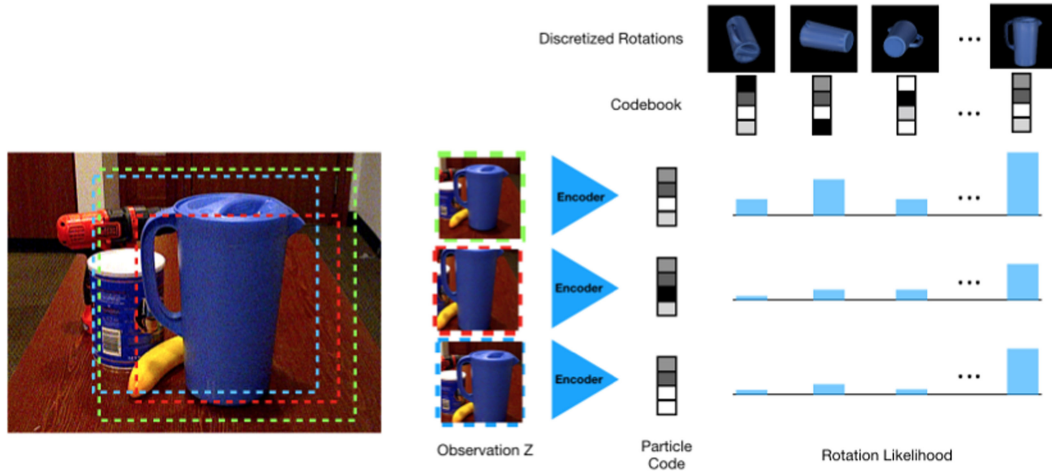 Discretized Rotations
Codebook
Encoder
Encoder
Encoder
Observation Z
Particle
Code
Rotation Likelihood